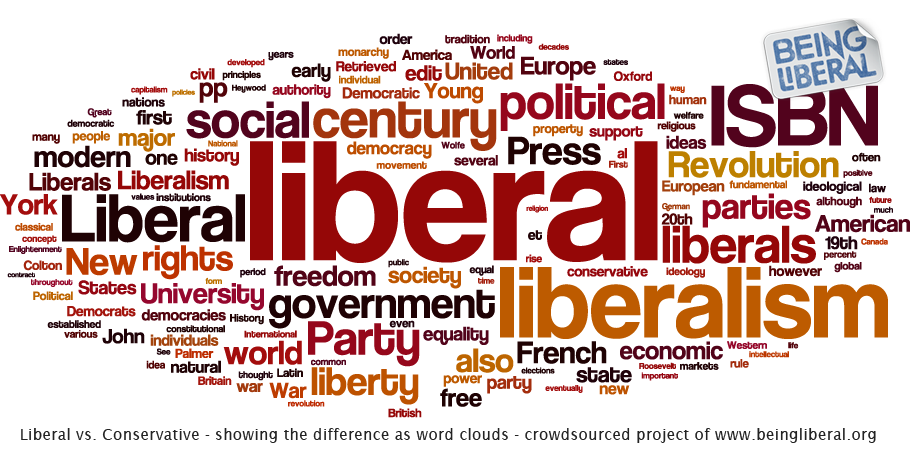 BEING
LIBERAL
years
order
tradition
including
decades
monarchy
America
World
states
developed
civil
principles
early
Retrieved
edit
United
Europe
Oxford
capitalism
policies
pp
Heywood
authority
individual
Democratic
Young
political
way
human
ISBN
nations
Great
first
social
century
property
support
welfare
religious
democratic
many
people
major
National
democracy
Wolfe
Press
al
ideas
modern
one
history
movement
several
First
Revolution
often
positive
Liberals
Liberalism
liberal
European
fundamental
ideological
law
York
values
institutions
Liberal
religion
German
20th
parties
although
future
much
classical
concept
American
Enlightenment
et
liberals
19th
Canada
percent
Colton
New
rights
public
rise
conservative
ideology
however
global
contract
throughout
period
freedom
society
equal
time
liberalism
States
form
University
government
Political
Democrats
democracies
History
even
established
various
John
constitutional
individuals
International
Party
equality
Western
life
See
Palmer
world
common
also
French
economic
intellectual
idea
natural
thought
Latin
liberty
elections
state
Roosevelt
markets
rule
important
Britain
war
War
power
party
eventually
new
free
revolution
British
Liberal vs. Conservative - showing the difference as word clouds - crowdsourced project of www.beingliberal.org